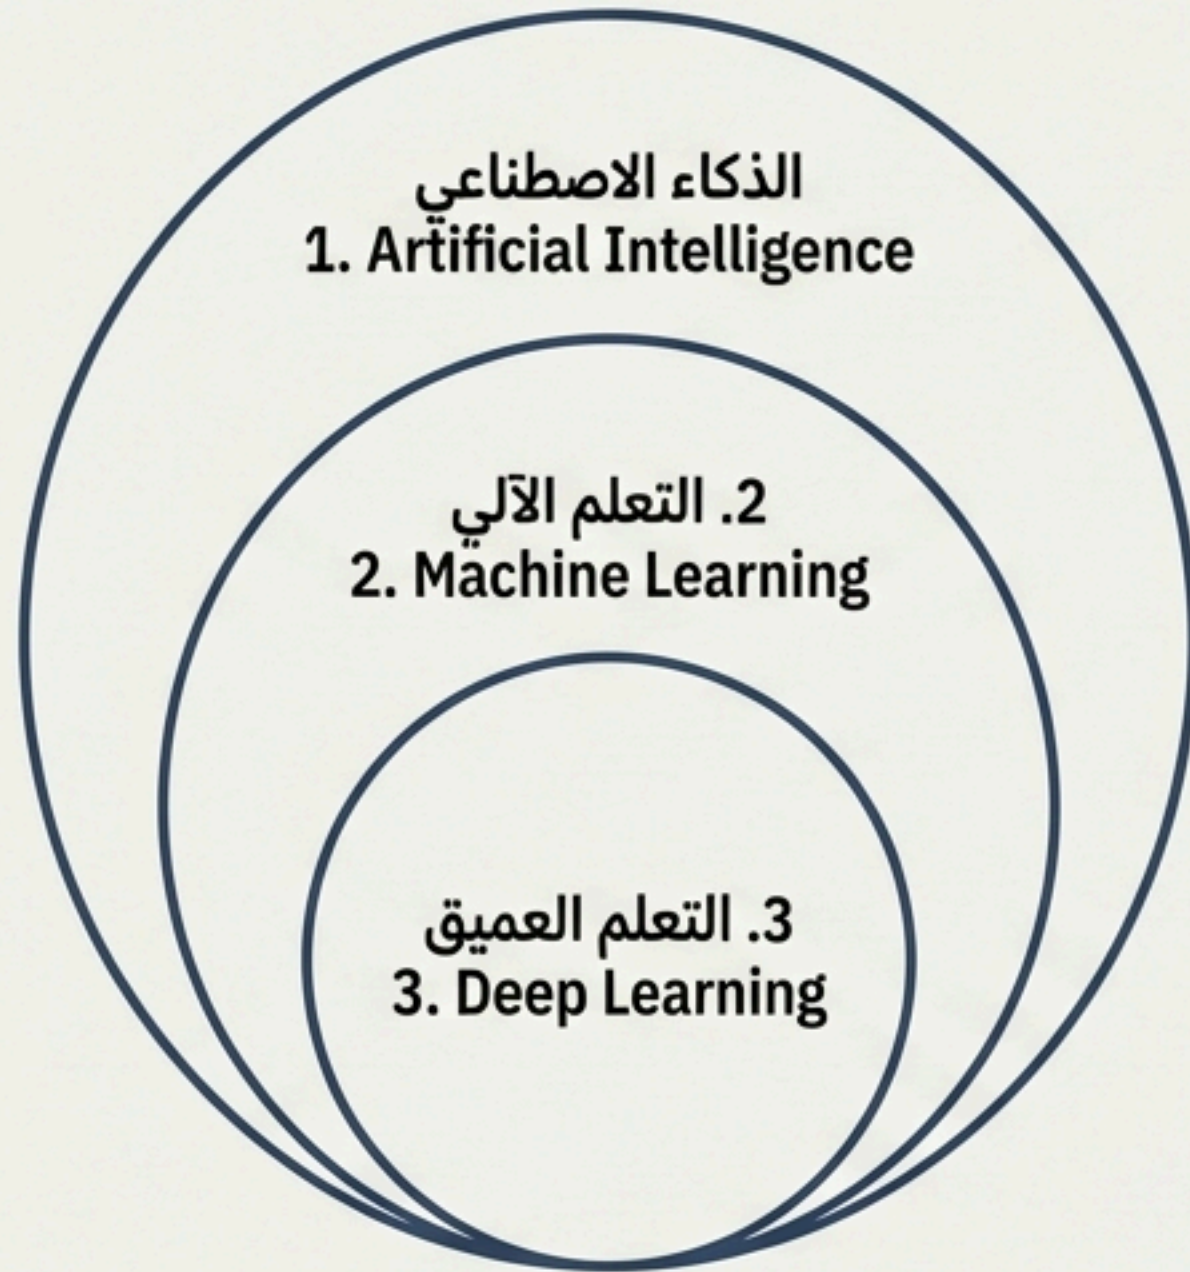 الذكاء الاصطناعي
1. Artificial Intelligence
2. التعلم الآلي
2. Machine Learning
3. التعلم العميق
3. Deep Learning